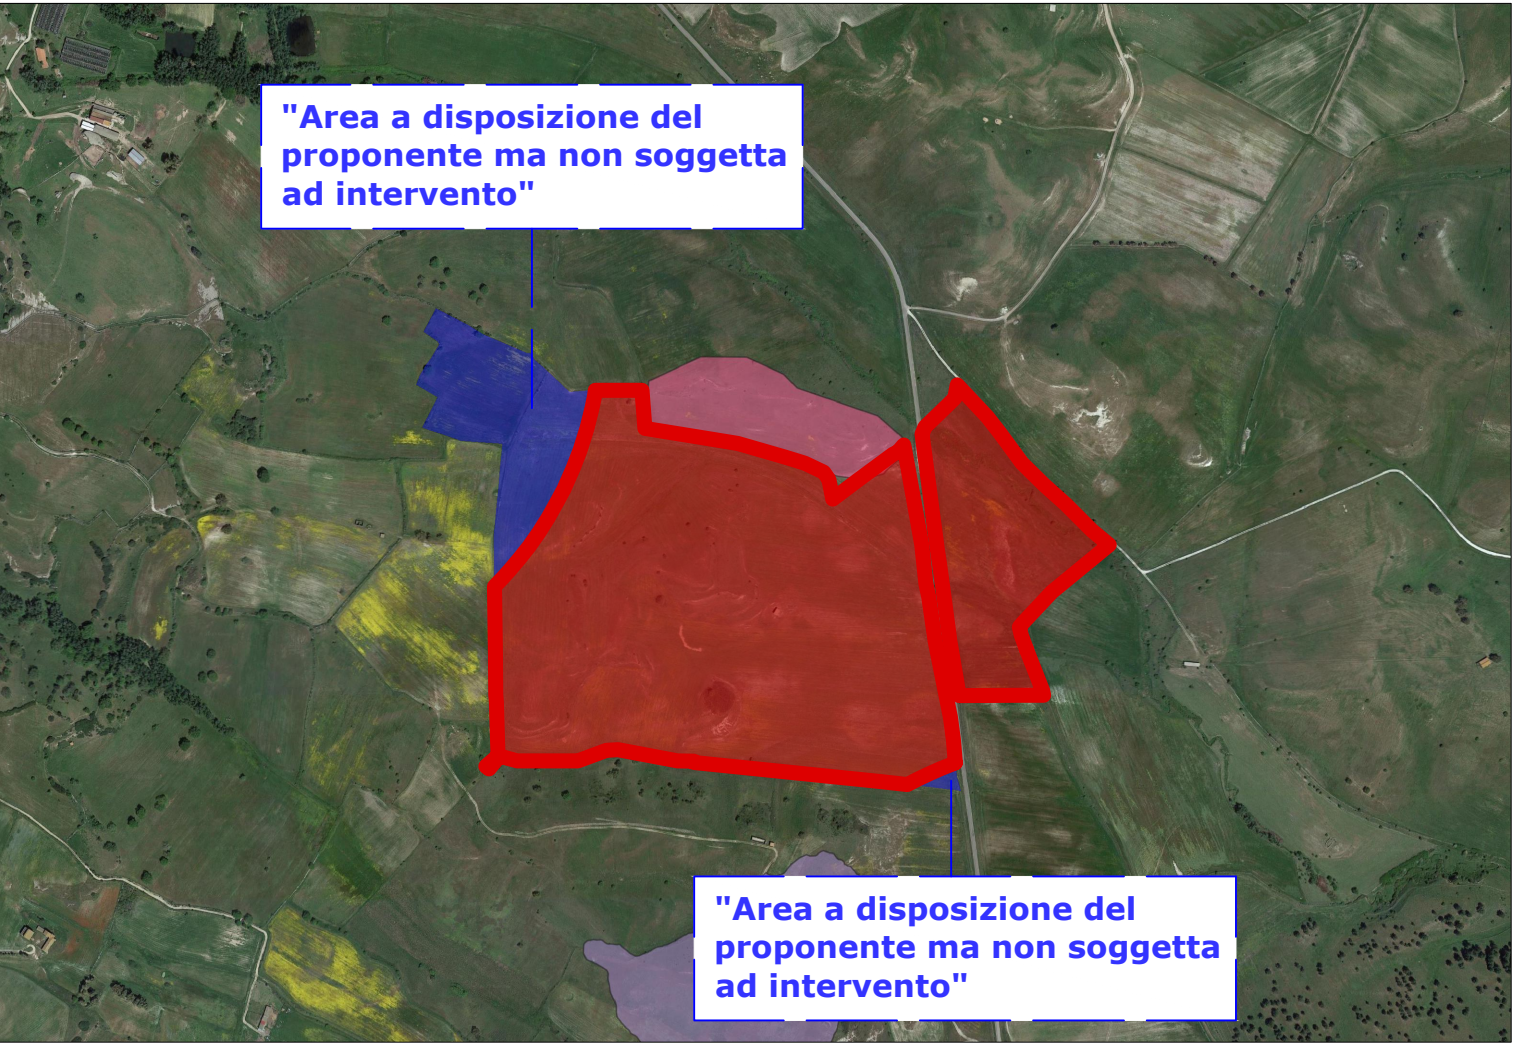 "Area a disposizione del
proponente ma non soggetta
ad intervento"
"Area a disposizione del
proponente ma non soggetta
ad intervento"